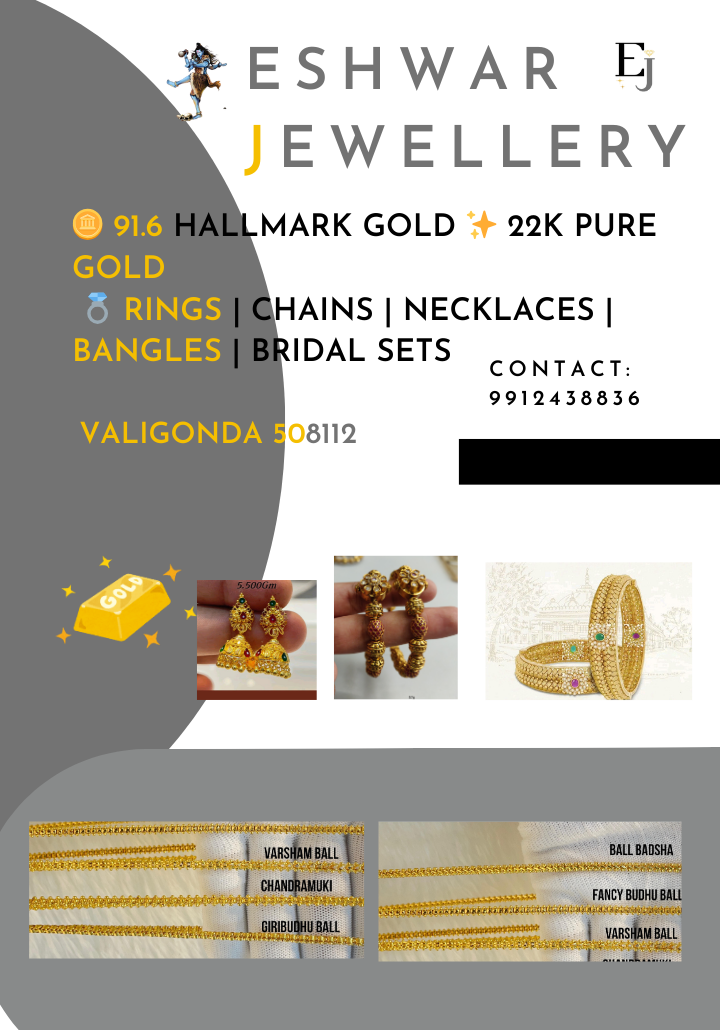 ESHWAR
EJ
JEWELLERY
91.6 HALLMARK GOLD ✨ 22K PURE
GOLD
RINGS | CHAINS | NECKLACES |
BANGLES | BRIDAL SETS
CONTACT:
9912438836
VALIGONDA 508112
GOLD
5.500Gm
VARSHAM BALL
CHANDRAMUKI
GIRIBUDHU BALL
BALL BADSHA
FANCY BUDHU BALL
VARSHAM BALL